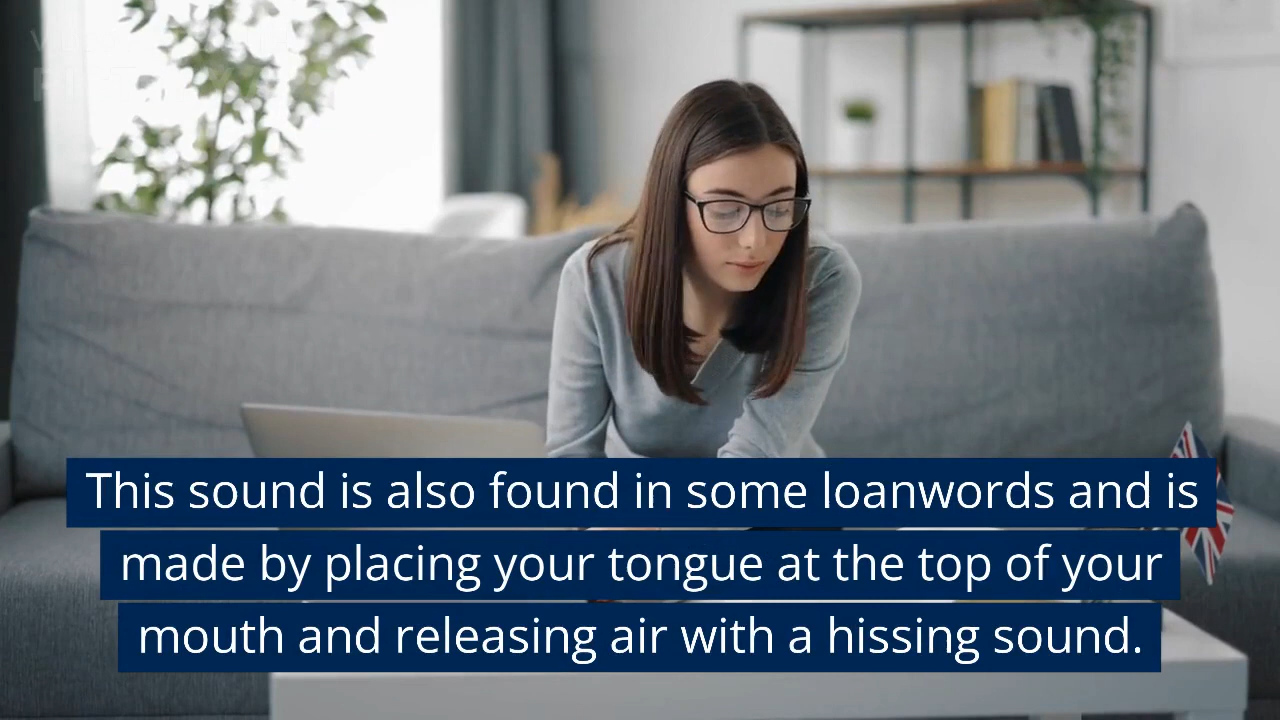 This sound is also found in some loanwords and is
made by placing your tongue at the top of your
mouth and releasing air with a hissing sound.